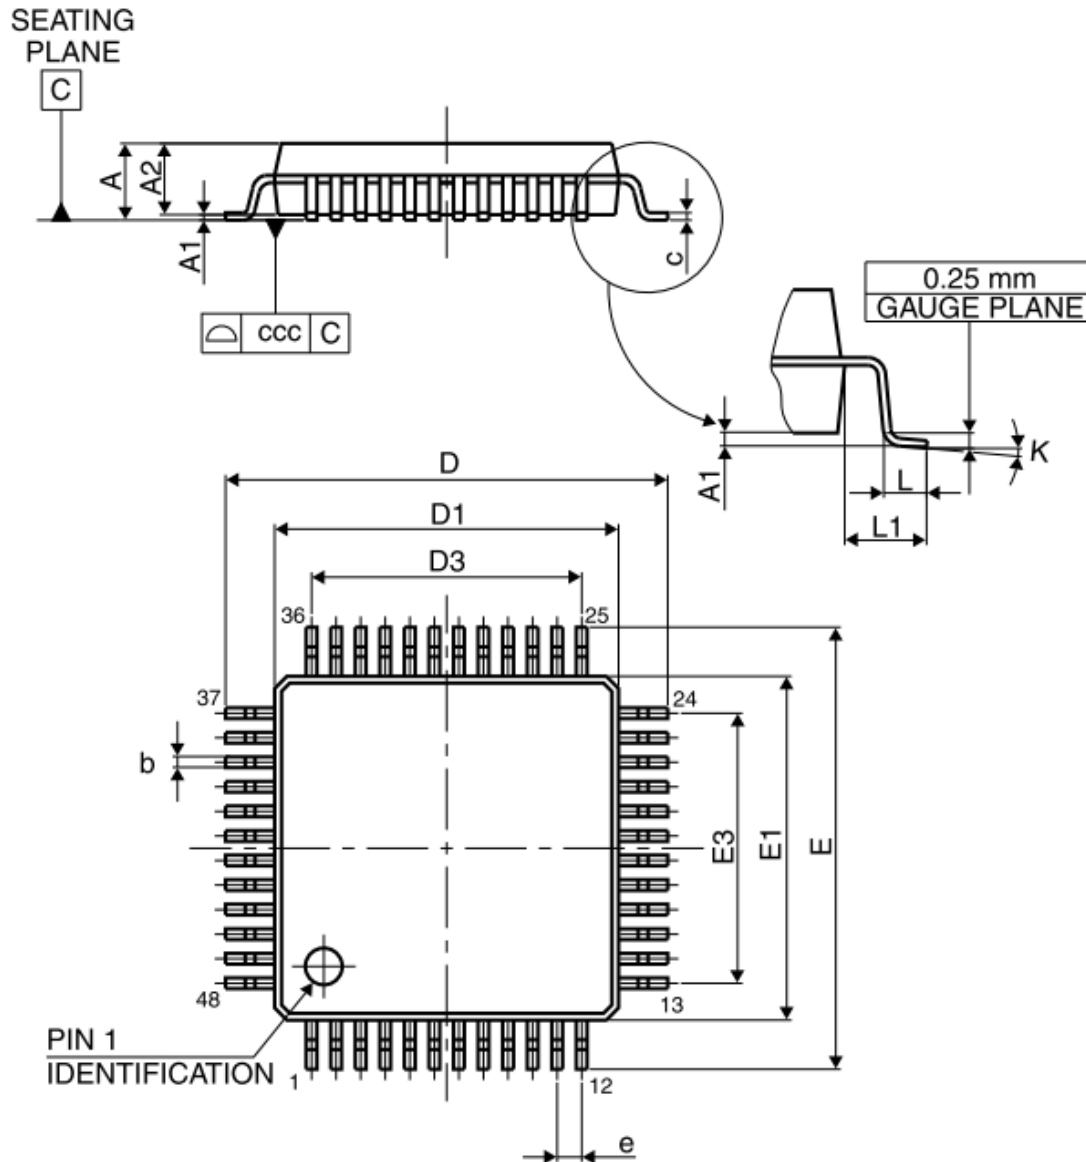 SEATING
PLANE
C
A
A2
A1
c
ccc C
0.25 mm
GAUGE PLANE
A1
K
L
L1
D
D1
D3
36
25
37
24
b
E3
E1
E
48
13
PIN 1
IDENTIFICATION
1
12
e